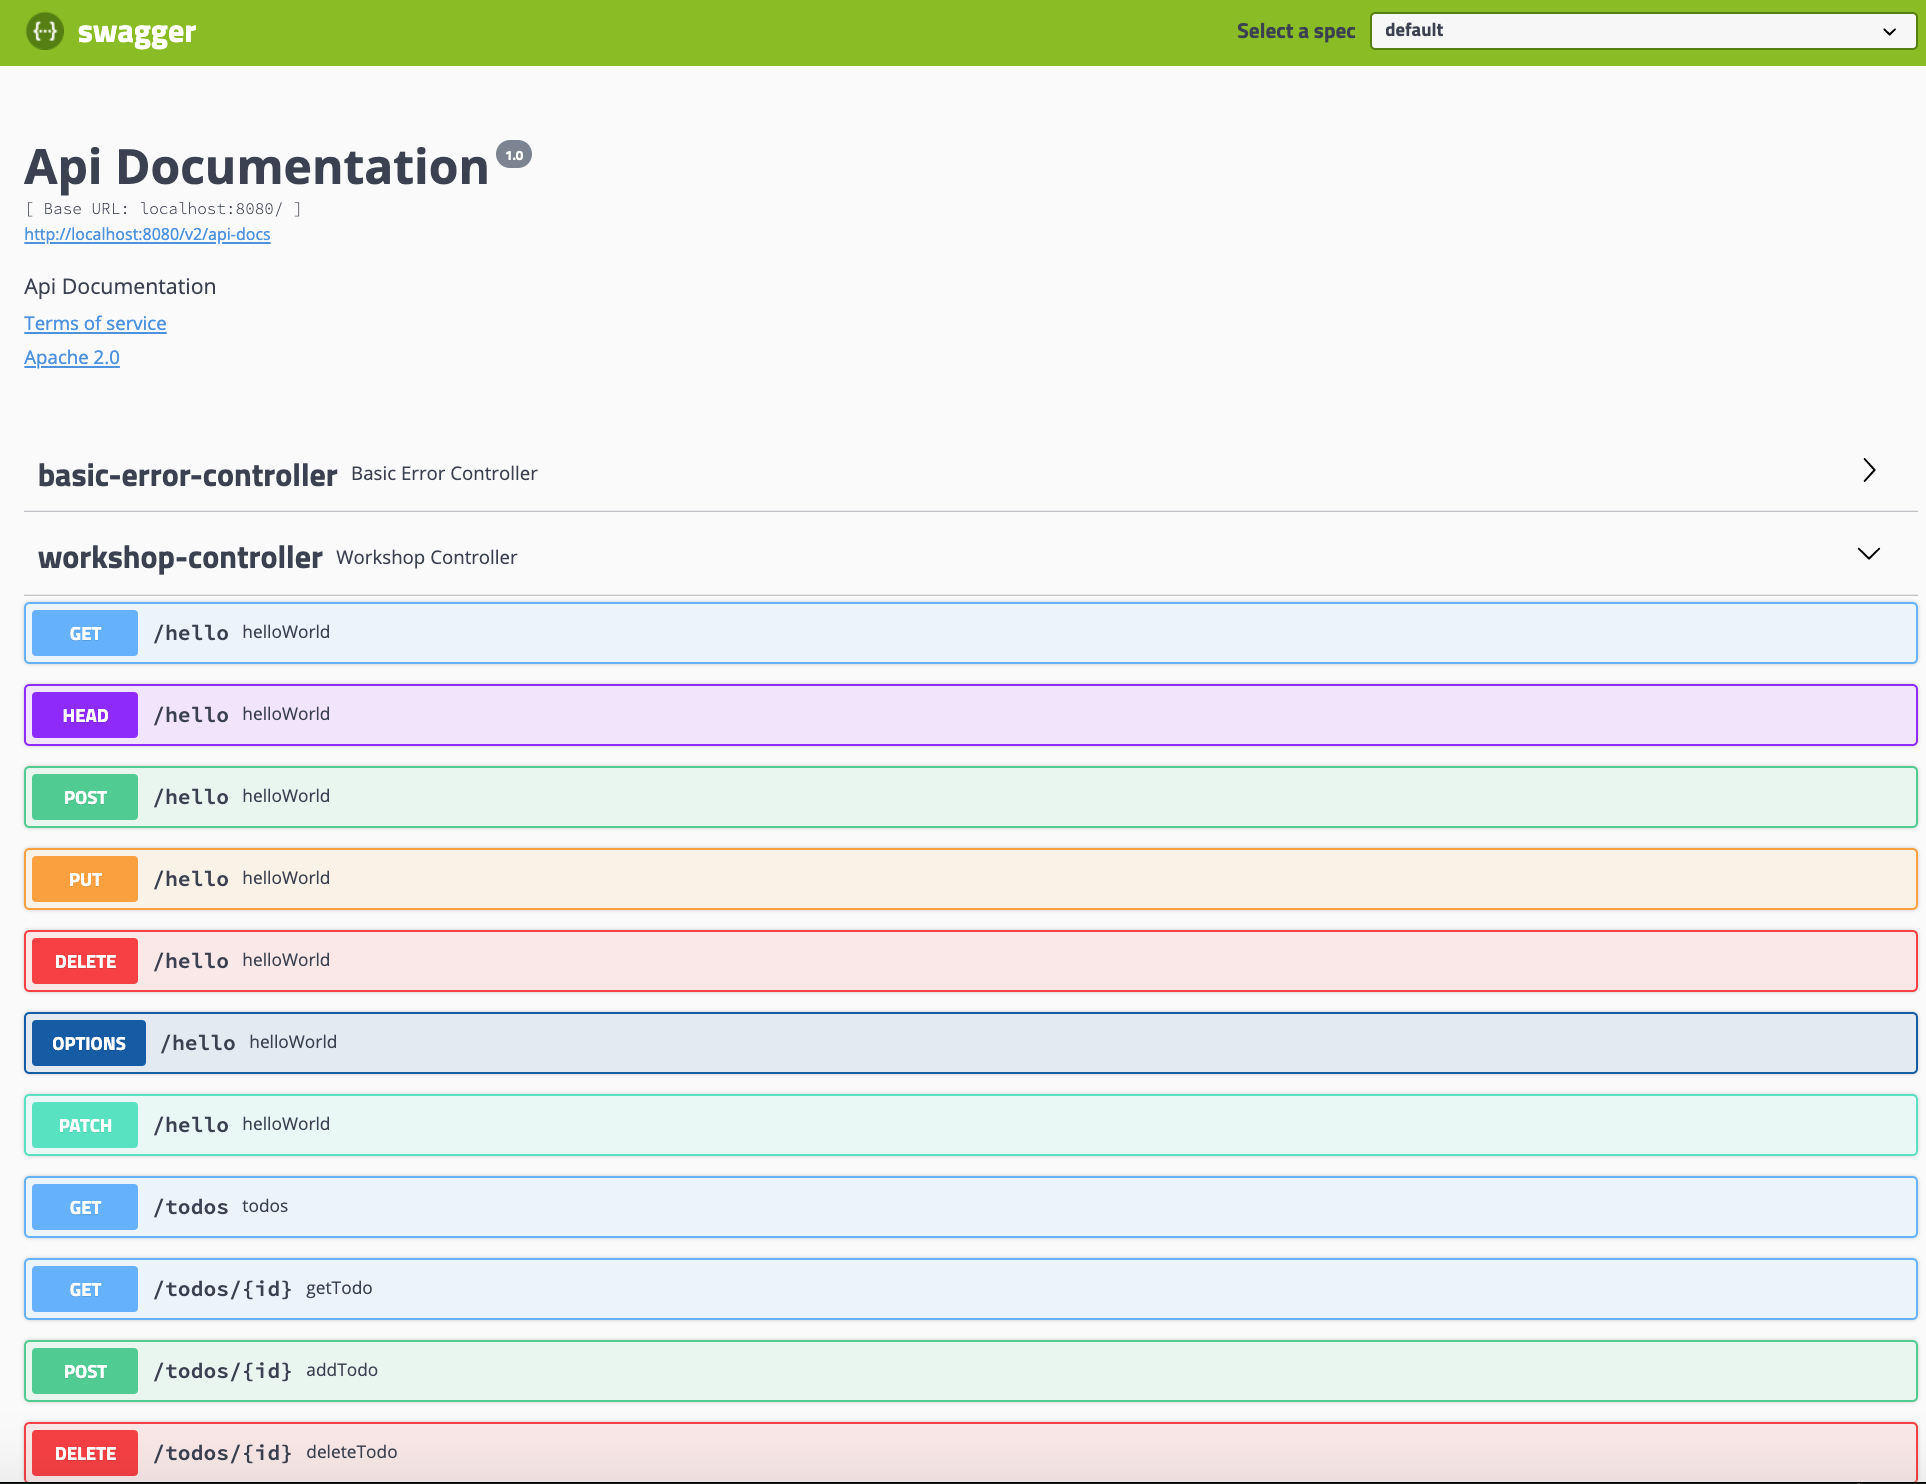 {...} swagger Select a spec default
Api Documentation 1.0
[ Base URL: localhost:8080/ ]
http://localhost:8080/v2/api-docs
Api Documentation
Terms of service
Apache 2.0
basic-error-controller Basic Error Controller
workshop-controller Workshop Controller
GET /hello helloWorld
HEAD /hello helloWorld
POST /hello helloWorld
PUT /hello helloWorld
DELETE /hello helloWorld
OPTIONS /hello helloWorld
PATCH /hello helloWorld
GET /todos todos
GET /todos/{id} getTodo
POST /todos/{id} addTodo
DELETE /todos/{id} deleteTodo